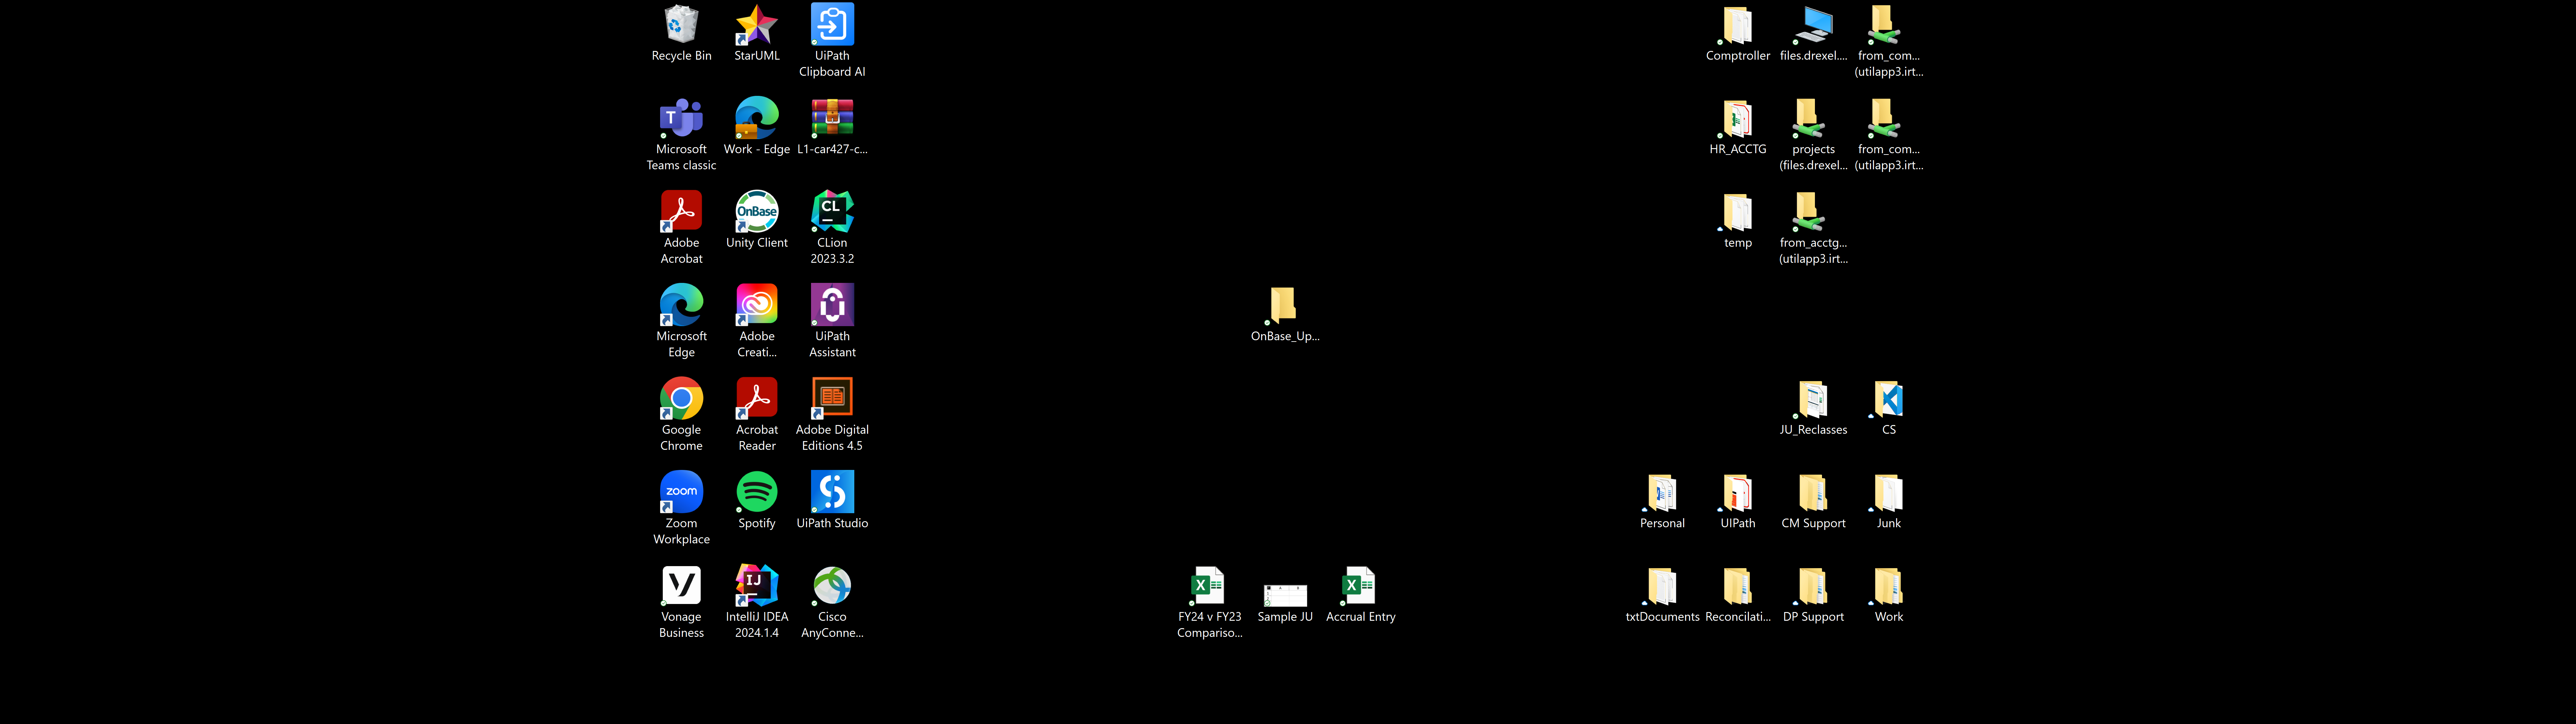 Recycle Bin
StarUML
UiPath
Clipboard AI
Comptroller
files.drexel....
from_com...
(utilapp3.irt...
T
Microsoft
Teams classic
Work - Edge
L1-car427-c...
HR_ACCTG
projects
(files.drexel...
from_com...
(utilapp3.irt...
Adobe
Acrobat
OnBase
Unity Client
CL
CLion
2023.3.2
temp
from_acctg...
(utilapp3.irt...
Microsoft
Edge
Adobe
Creati...
UiPath
Assistant
OnBase_Up...
Google
Chrome
Acrobat
Reader
Adobe Digital
Editions 4.5
JU_Reclasses
CS
zoom
Zoom
Workplace
Spotify
UiPath Studio
Personal
UIPath
CM Support
Junk
Vonage
Business
IJ
IntelliJ IDEA
2024.1.4
Cisco
AnyConne...
X
FY24 v FY23
Compariso...
Sample JU
X
Accrual Entry
txtDocuments
Reconcilati...
DP Support
Work